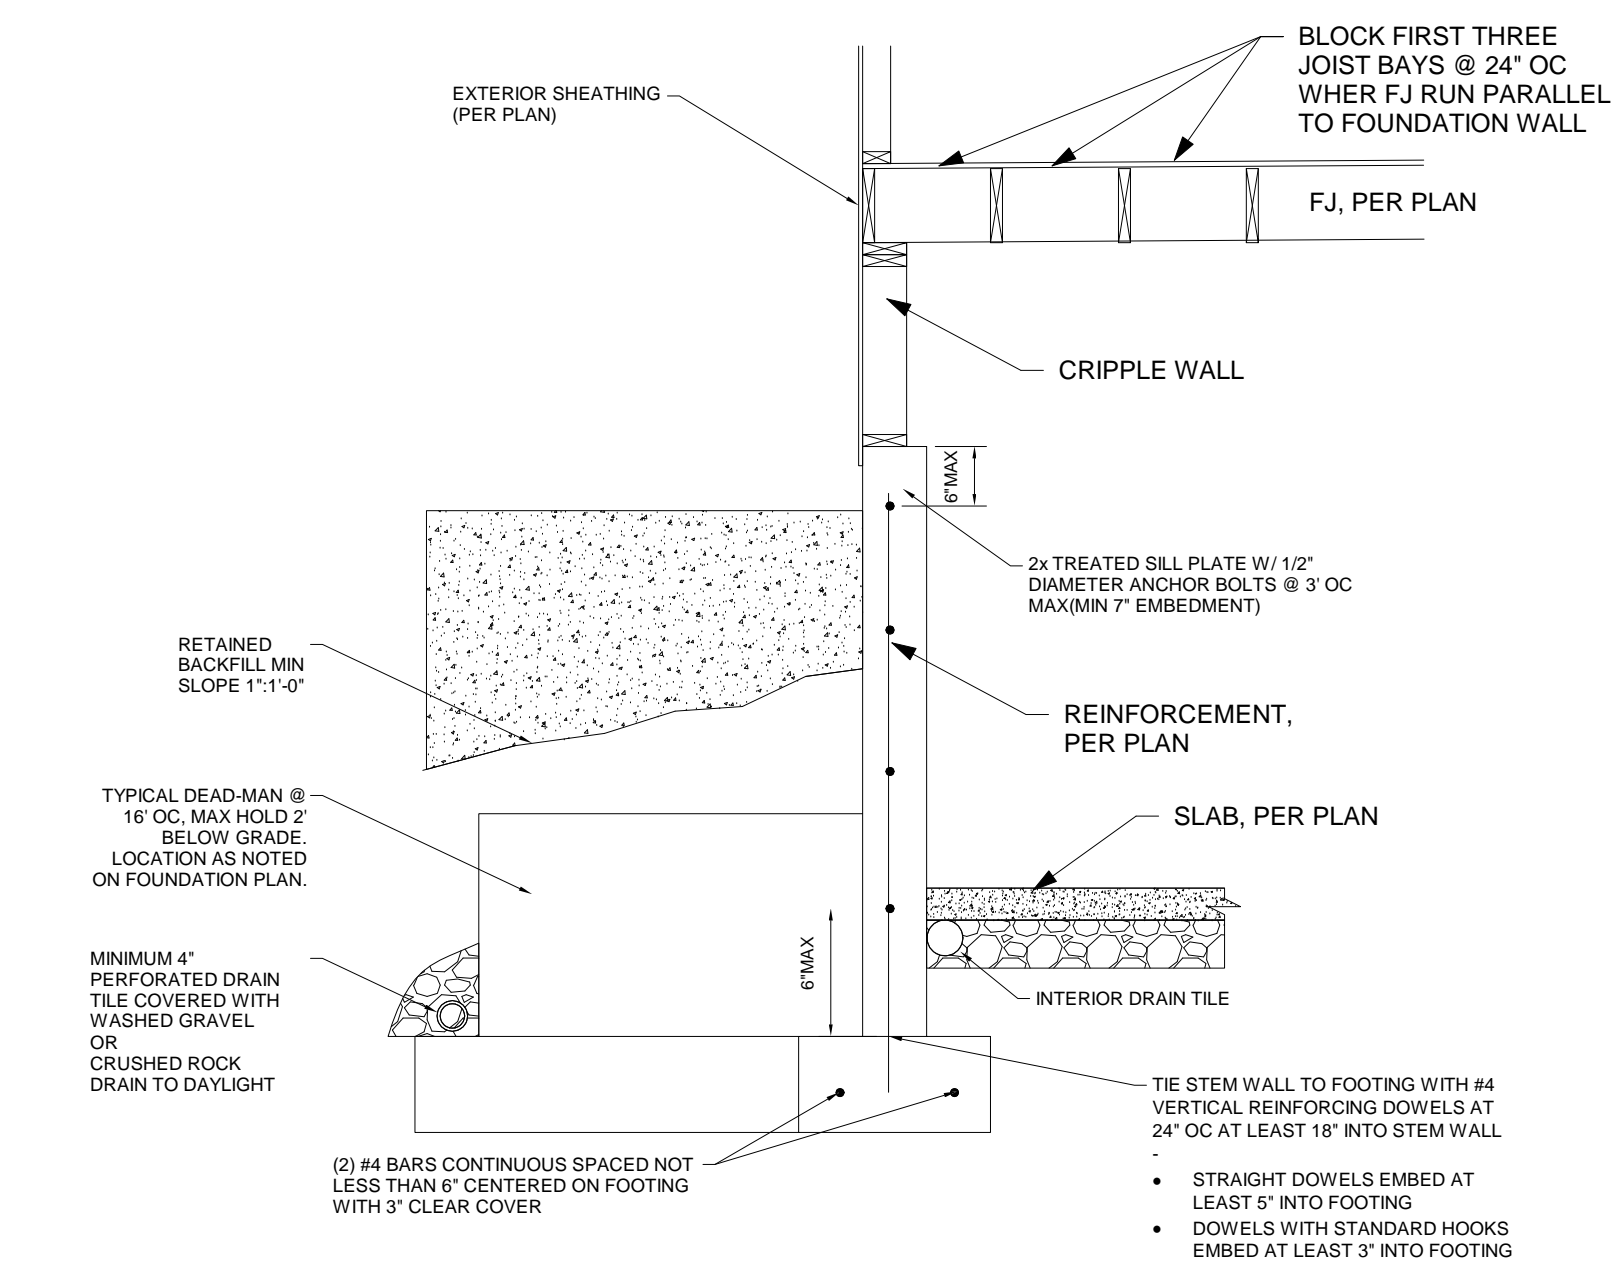 BLOCK FIRST THREE
JOIST BAYS @ 24" OC
WHER FJ RUN PARALLEL
TO FOUNDATION WALL
EXTERIOR SHEATHING
(PER PLAN)
FJ, PER PLAN
CRIPPLE WALL
6"MAX
2x TREATED SILL PLATE W/ 1/2"
DIAMETER ANCHOR BOLTS @ 3' OC
MAX(MIN 7" EMBEDMENT)
RETAINED
BACKFILL MIN
SLOPE 1":1'-0"
REINFORCEMENT,
PER PLAN
TYPICAL DEAD-MAN @
16' OC, MAX HOLD 2'
BELOW GRADE.
LOCATION AS NOTED
ON FOUNDATION PLAN.
SLAB, PER PLAN
MINIMUM 4"
PERFORATED DRAIN
TILE COVERED WITH
WASHED GRAVEL
OR
CRUSHED ROCK
DRAIN TO DAYLIGHT
6"MAX
INTERIOR DRAIN TILE
TIE STEM WALL TO FOOTING WITH #4
VERTICAL REINFORCING DOWELS AT
24" OC AT LEAST 18" INTO STEM WALL
-
• STRAIGHT DOWELS EMBED AT
LEAST 5" INTO FOOTING
• DOWELS WITH STANDARD HOOKS
EMBED AT LEAST 3" INTO FOOTING
(2) #4 BARS CONTINUOUS SPACED NOT
LESS THAN 6" CENTERED ON FOOTING
WITH 3" CLEAR COVER